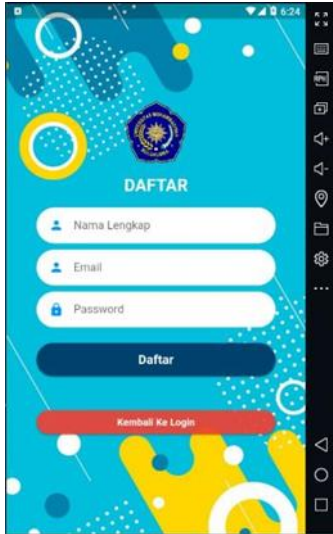 6:24
DAFTAR
Nama Lengkap
Email
Password
Daftar
Kembali Ke Login